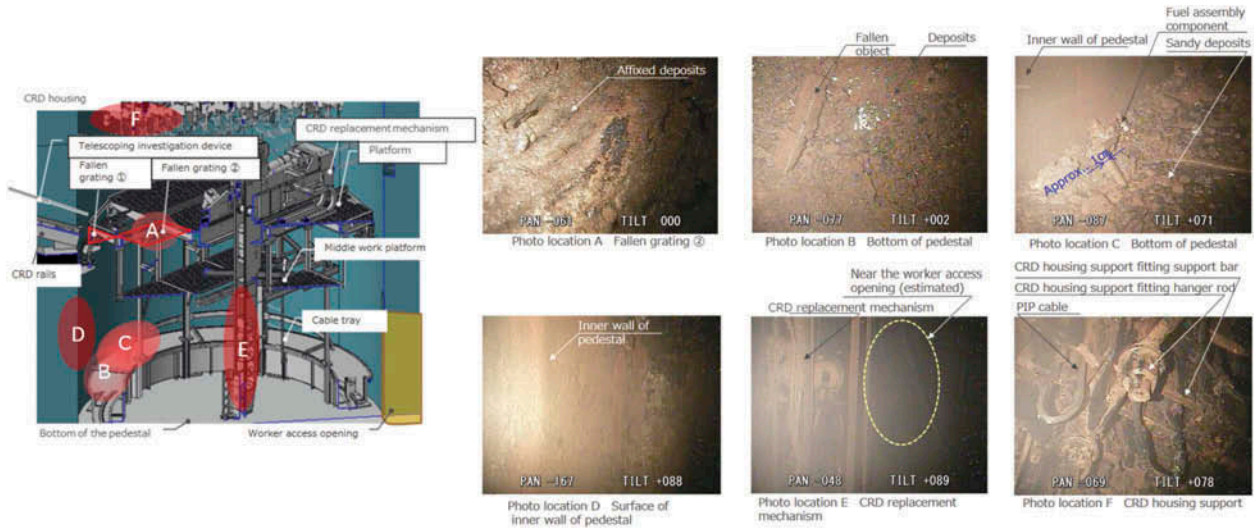 CRD housing
F
Telescoping investigation device
Fallen
grating ①
Fallen grating ②
CRD replacement mechanism
Platform
A
CRD rails
Middle work platform
Cable tray
D
C
B
E
Bottom of the pedestal
Worker access opening
Affixed deposits
PAN -061 TILT 000
Photo location A Fallen grating ②
Fallen
object
Deposits
PAN -077 TILT +002
Photo location B Bottom of pedestal
Inner wall of pedestal
Fuel assembly
component
Sandy deposits
PAN -087 TILT +071
Photo location C Bottom of pedestal
Inner wall of
pedestal
PAN -167 TILT +088
Photo location D Surface of
inner wall of pedestal
Near the worker access
opening (estimated)
CRD replacement mechanism
PAN -048 TILT +089
Photo location E CRD replacement
mechanism
CRD housing support fitting support bar
CRD housing support fitting hanger rod
PIP cable
PAN -069 TILT +078
Photo location F CRD housing support